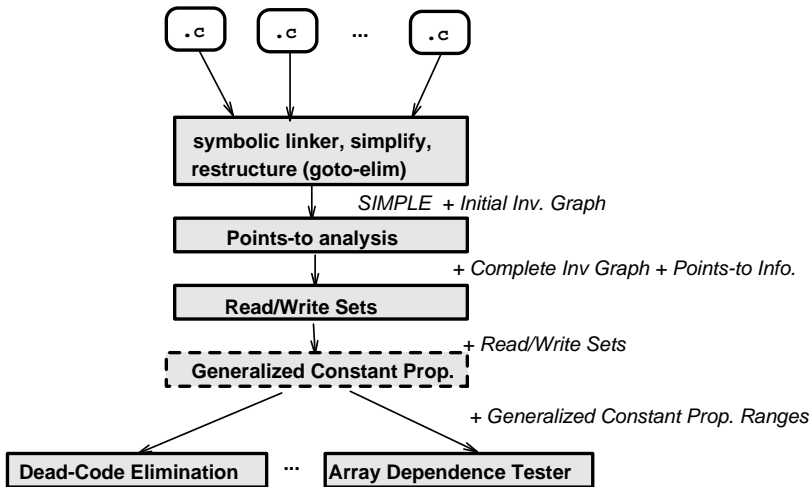 .c .c ... .c
symbolic linker, simplify,
restructure (goto-elim)
SIMPLE + Initial Inv. Graph
Points-to analysis
+ Complete Inv Graph + Points-to Info.
Read/Write Sets
+ Read/Write Sets
Generalized Constant Prop.
+ Generalized Constant Prop. Ranges
Dead-Code Elimination ... Array Dependence Tester